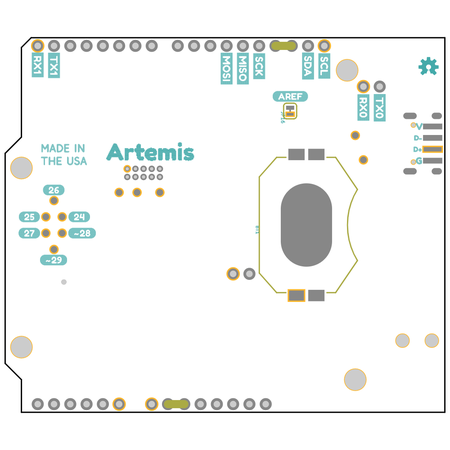 RX1
TX1
MOSI
MISO
SCK
SDA
SCL
RX0
TX0
AREF
V
D-
D+
G
MADE IN
THE USA
Artemis
26
25
24
27
~28
~29